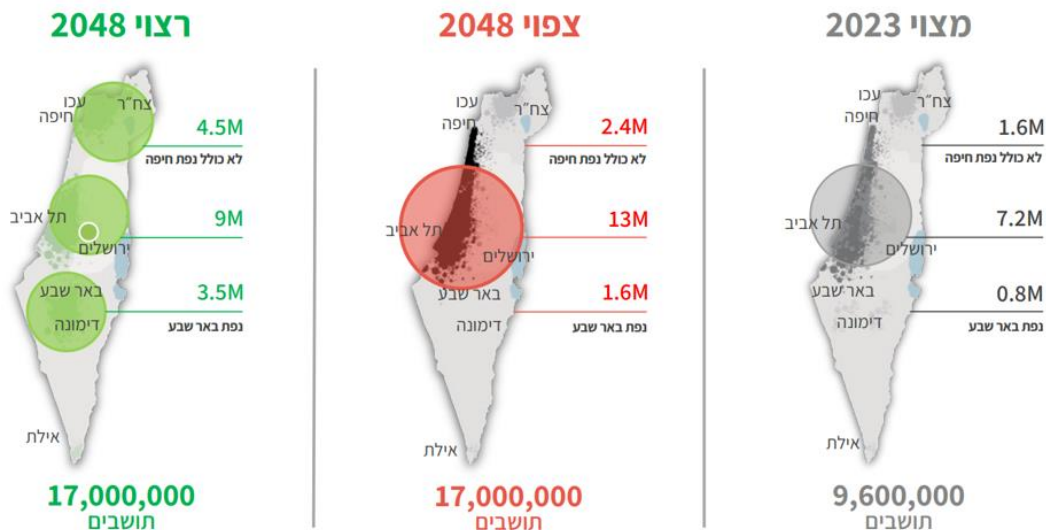 מצוי 2023
עכו
צח״ר
חיפה
1.6M
לא כולל נפת חיפה
תל אביב
7.2M
ירושלים
באר שבע
0.8M
דימונה
נפת באר שבע
אילת
9,600,000
תושבים
צפוי 2048
עכו
צח״ר
חיפה
2.4M
לא כולל נפת חיפה
תל אביב
13M
ירושלים
באר שבע
1.6M
דימונה
נפת באר שבע
אילת
17,000,000
תושבים
רצוי 2048
עכו
צח״ר
חיפה
4.5M
לא כולל נפת חיפה
תל אביב
9M
ירושלים
באר שבע
3.5M
דימונה
נפת באר שבע
אילת
17,000,000
תושבים